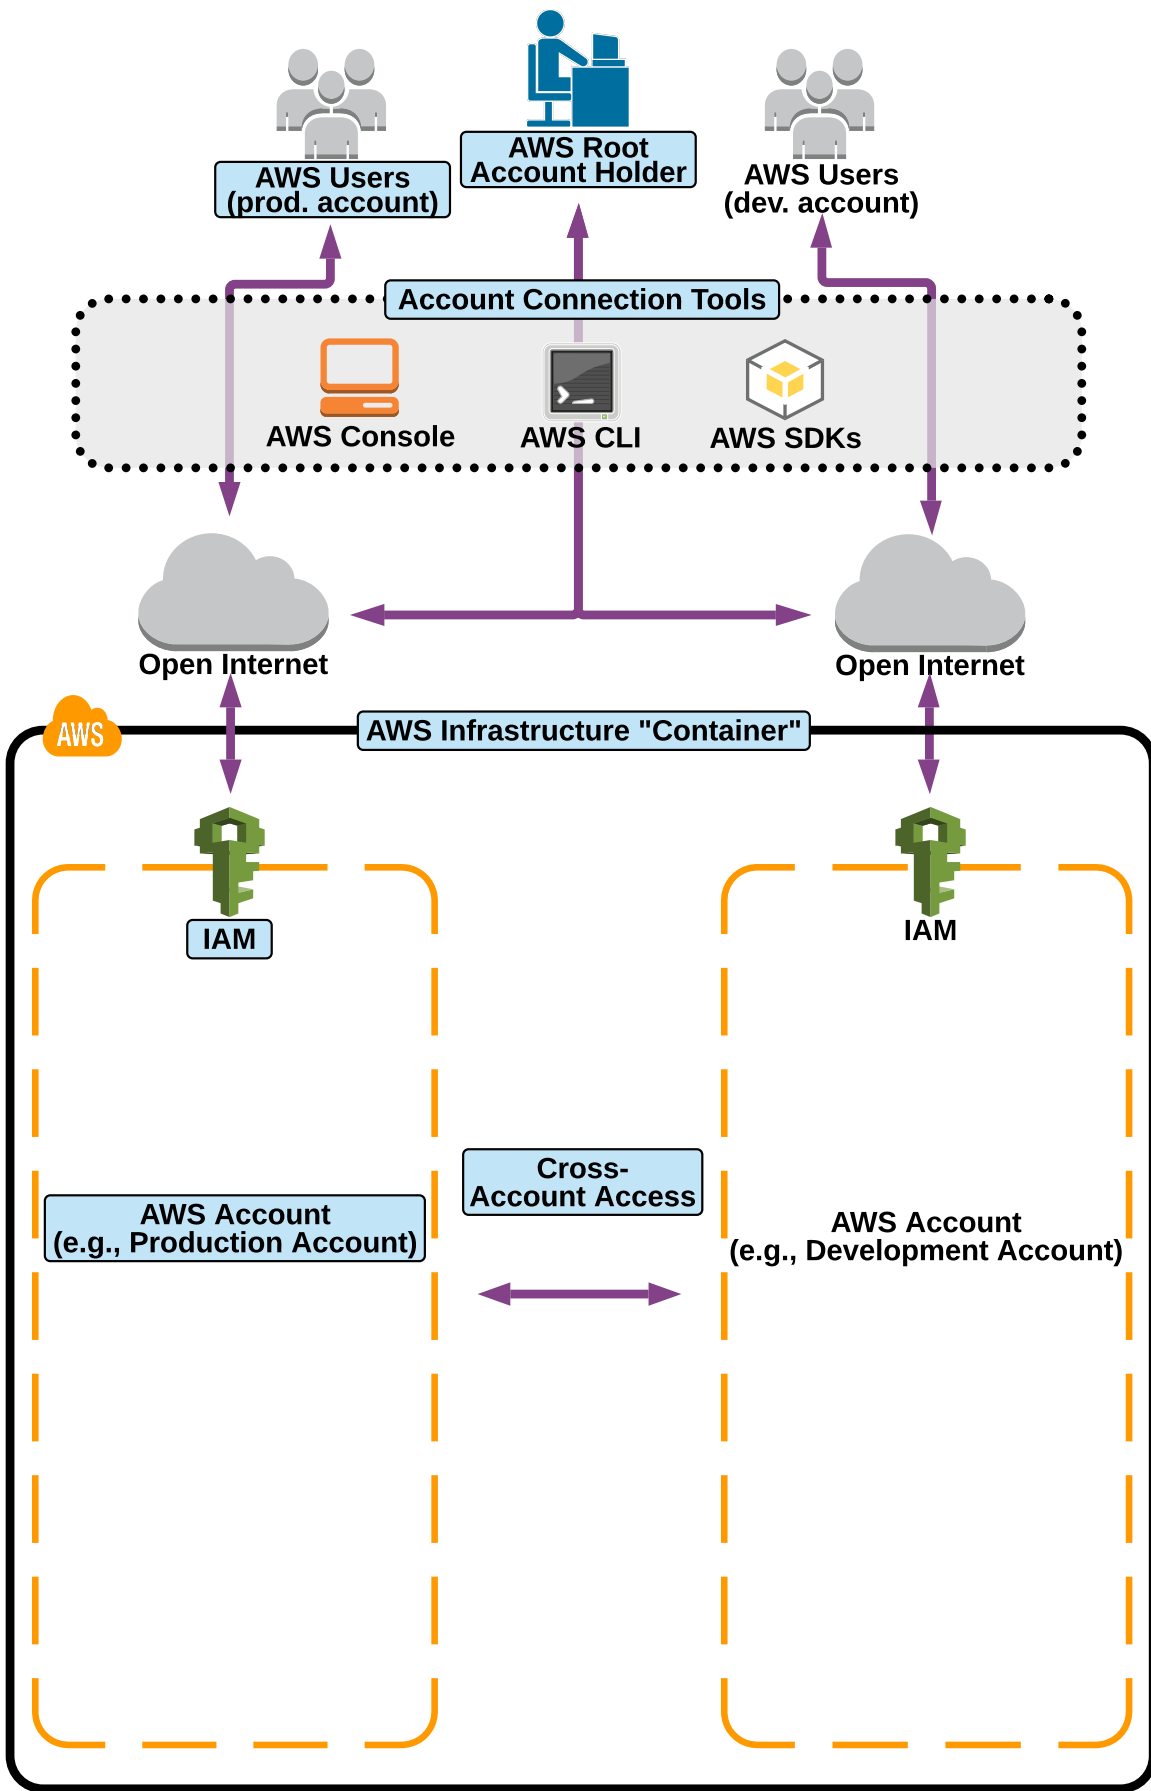 AWS Root
Account Holder
AWS Users
(prod. account)
AWS Users
(dev. account)
Account Connection Tools
AWS Console
AWS CLI
AWS SDKs
Open Internet
Open Internet
AWS
AWS Infrastructure "Container"
IAM
IAM
Cross-
Account Access
AWS Account
(e.g., Production Account)
AWS Account
(e.g., Development Account)